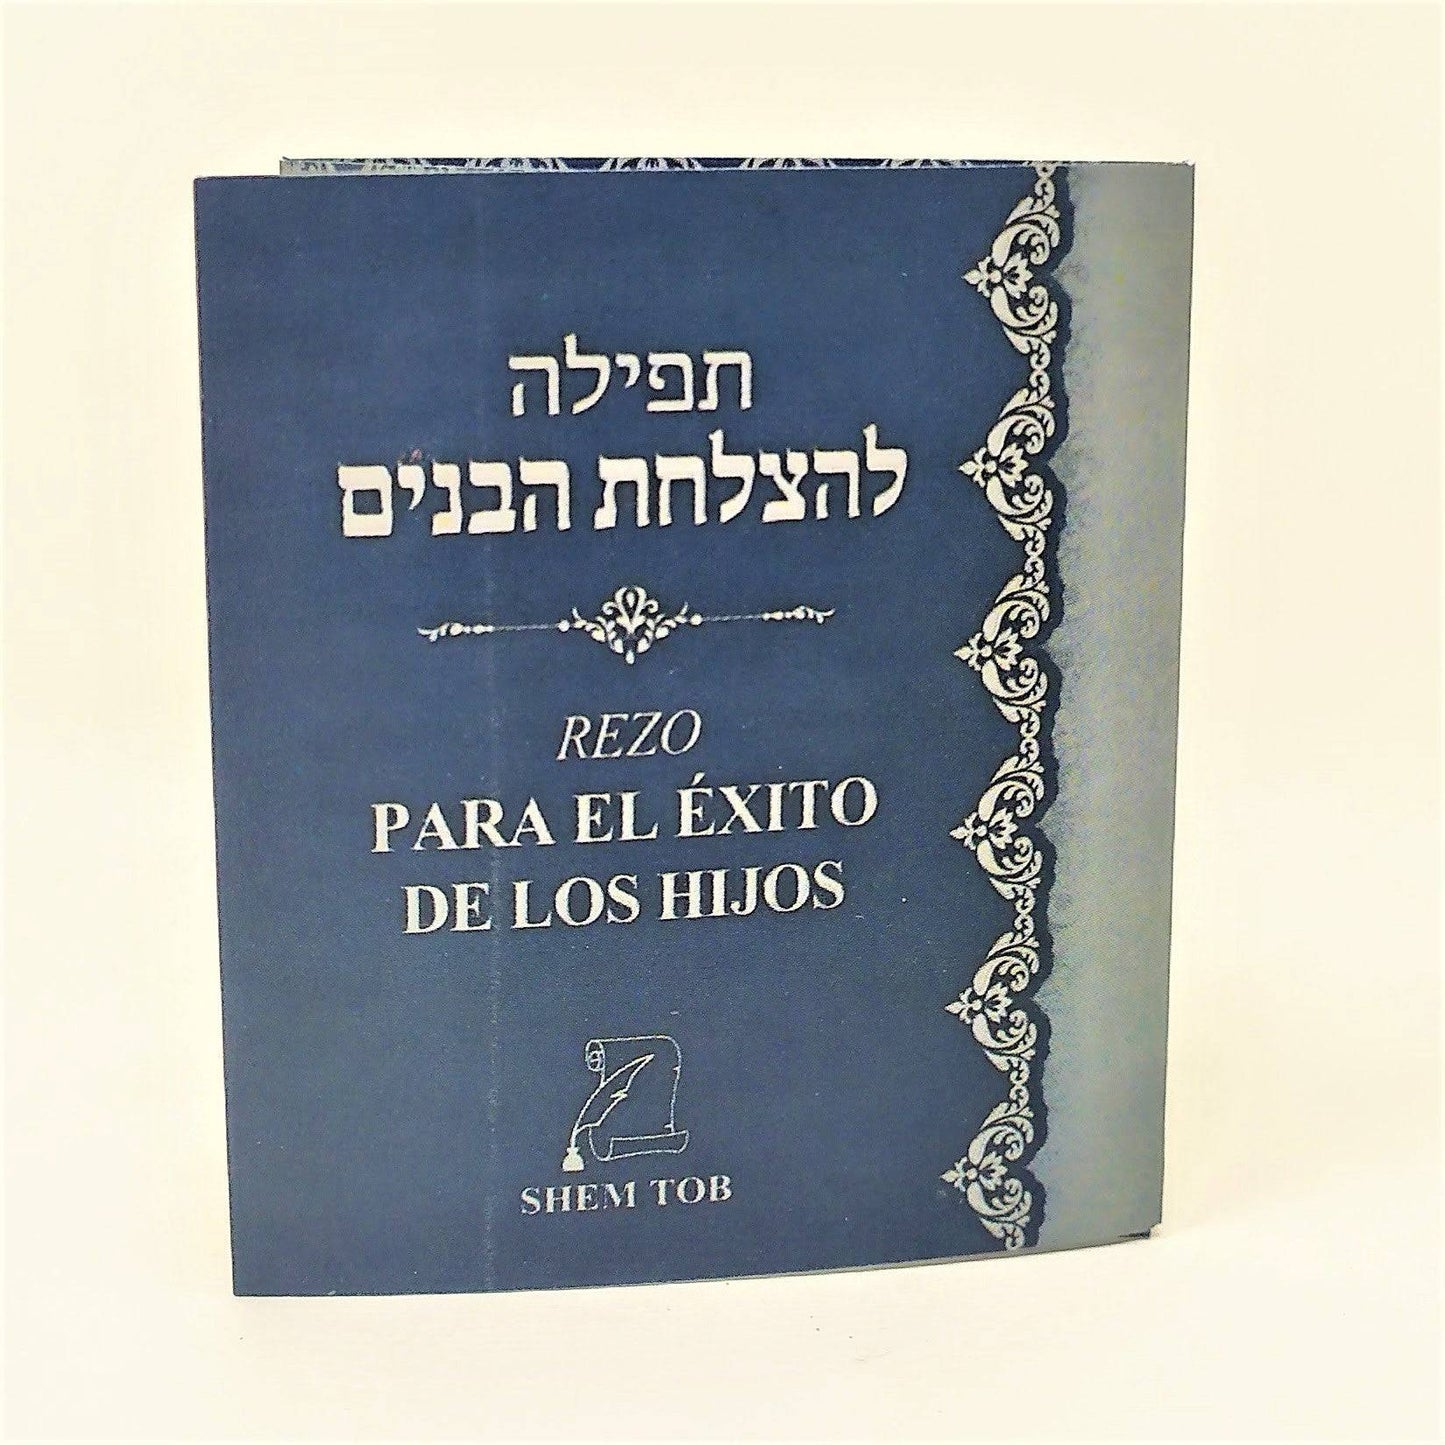 תפילה
להצלחת הבנים
REZO
PARA EL ÉXITO
DE LOS HIJOS
SHEM TOB